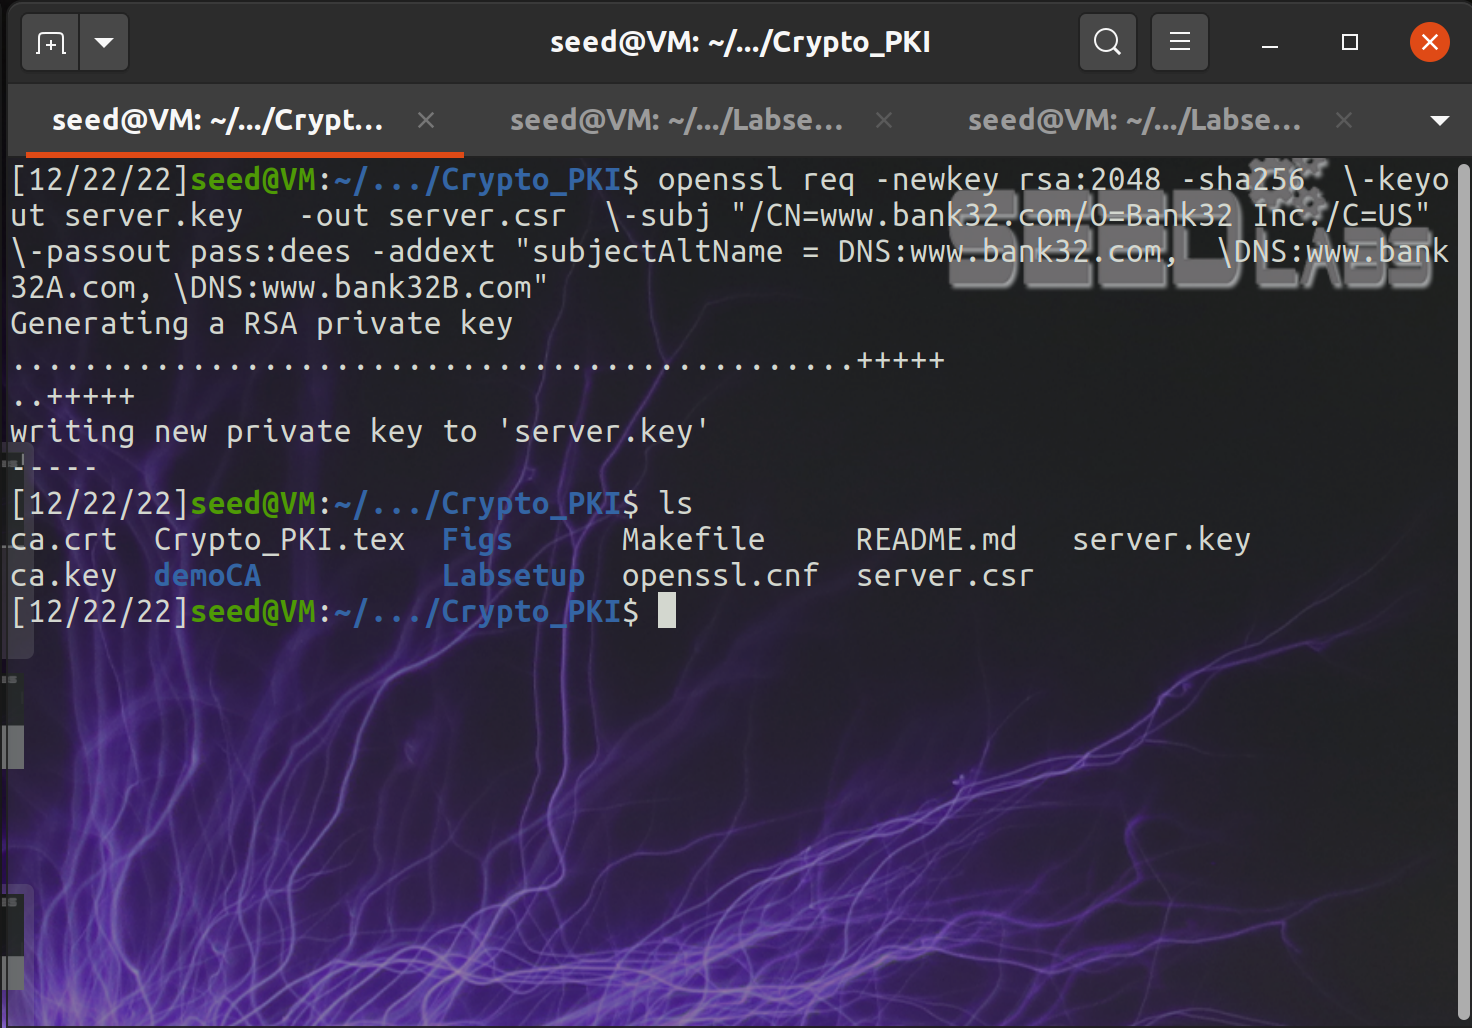 seed@VM: ~/.../Crypto_PKI
seed@VM: ~/.../Crypt... seed@VM: ~/.../Labse... seed@VM: ~/.../Labse...
[12/22/22]seed@VM:~/.../Crypto_PKI$ openssl req -newkey rsa:2048 -sha256  \-keyo
ut server.key   -out server.csr  \-subj "/CN=www.bank32.com/O=Bank32 Inc./C=US"
\-passout pass:dees -addext "subjectAltName = DNS:www.bank32.com,  \DNS:www.bank
32A.com, \DNS:www.bank32B.com"
Generating a RSA private key
...............................................+++++
..+++++
writing new private key to 'server.key'
-----
[12/22/22]seed@VM:~/.../Crypto_PKI$ ls
ca.crt  Crypto_PKI.tex  Figs      Makefile     README.md   server.key
ca.key  demoCA          Labsetup  openssl.cnf  server.csr
[12/22/22]seed@VM:~/.../Crypto_PKI$
SEED LABS